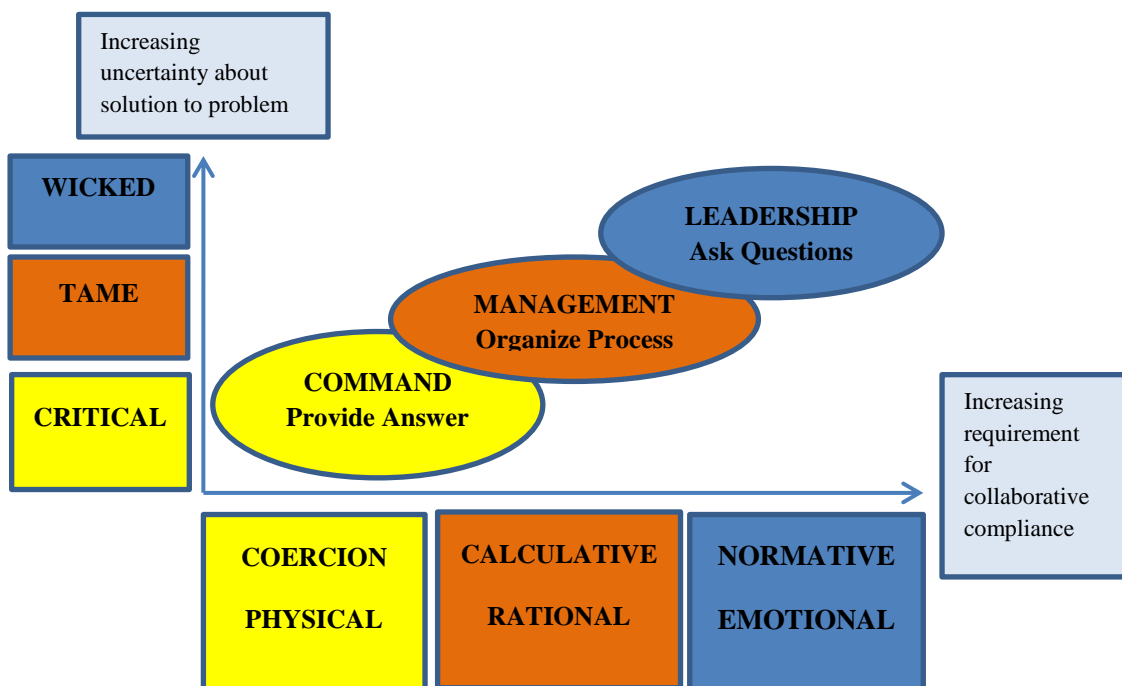 Increasing
uncertainty about
solution to problem
WICKED
TAME
CRITICAL
LEADERSHIP
Ask Questions
MANAGEMENT
Organize Process
COMMAND
Provide Answer
Increasing
requirement
for
collaborative
compliance
COERCION
PHYSICAL
CALCULATIVE
RATIONAL
NORMATIVE
EMOTIONAL